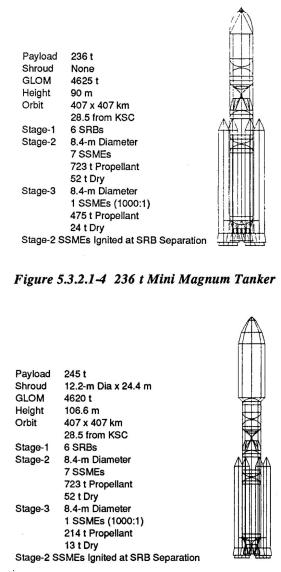 Payload 236 t
Shroud None
GLOM 4625 t
Height 90 m
Orbit 407 x 407 km
28.5 from KSC
Stage-1 6 SRBs
Stage-2 8.4-m Diameter
7 SSMEs
723 t Propellant
52 t Dry
Stage-3 8.4-m Diameter
1 SSMEs (1000:1)
475 t Propellant
24 t Dry
Stage-2 SSMEs Ignited at SRB Separation
Figure 5.3.2.1-4 236 t Mini Magnum Tanker
Payload 245 t
Shroud 12.2-m Dia x 24.4 m
GLOM 4620 t
Height 106.6 m
Orbit 407 x 407 km
28.5 from KSC
Stage-1 6 SRBs
Stage-2 8.4-m Diameter
7 SSMEs
723 t Propellant
52 t Dry
Stage-3 8.4-m Diameter
1 SSMEs (1000:1)
214 t Propellant
13 t Dry
Stage-2 SSMEs Ignited at SRB Separation